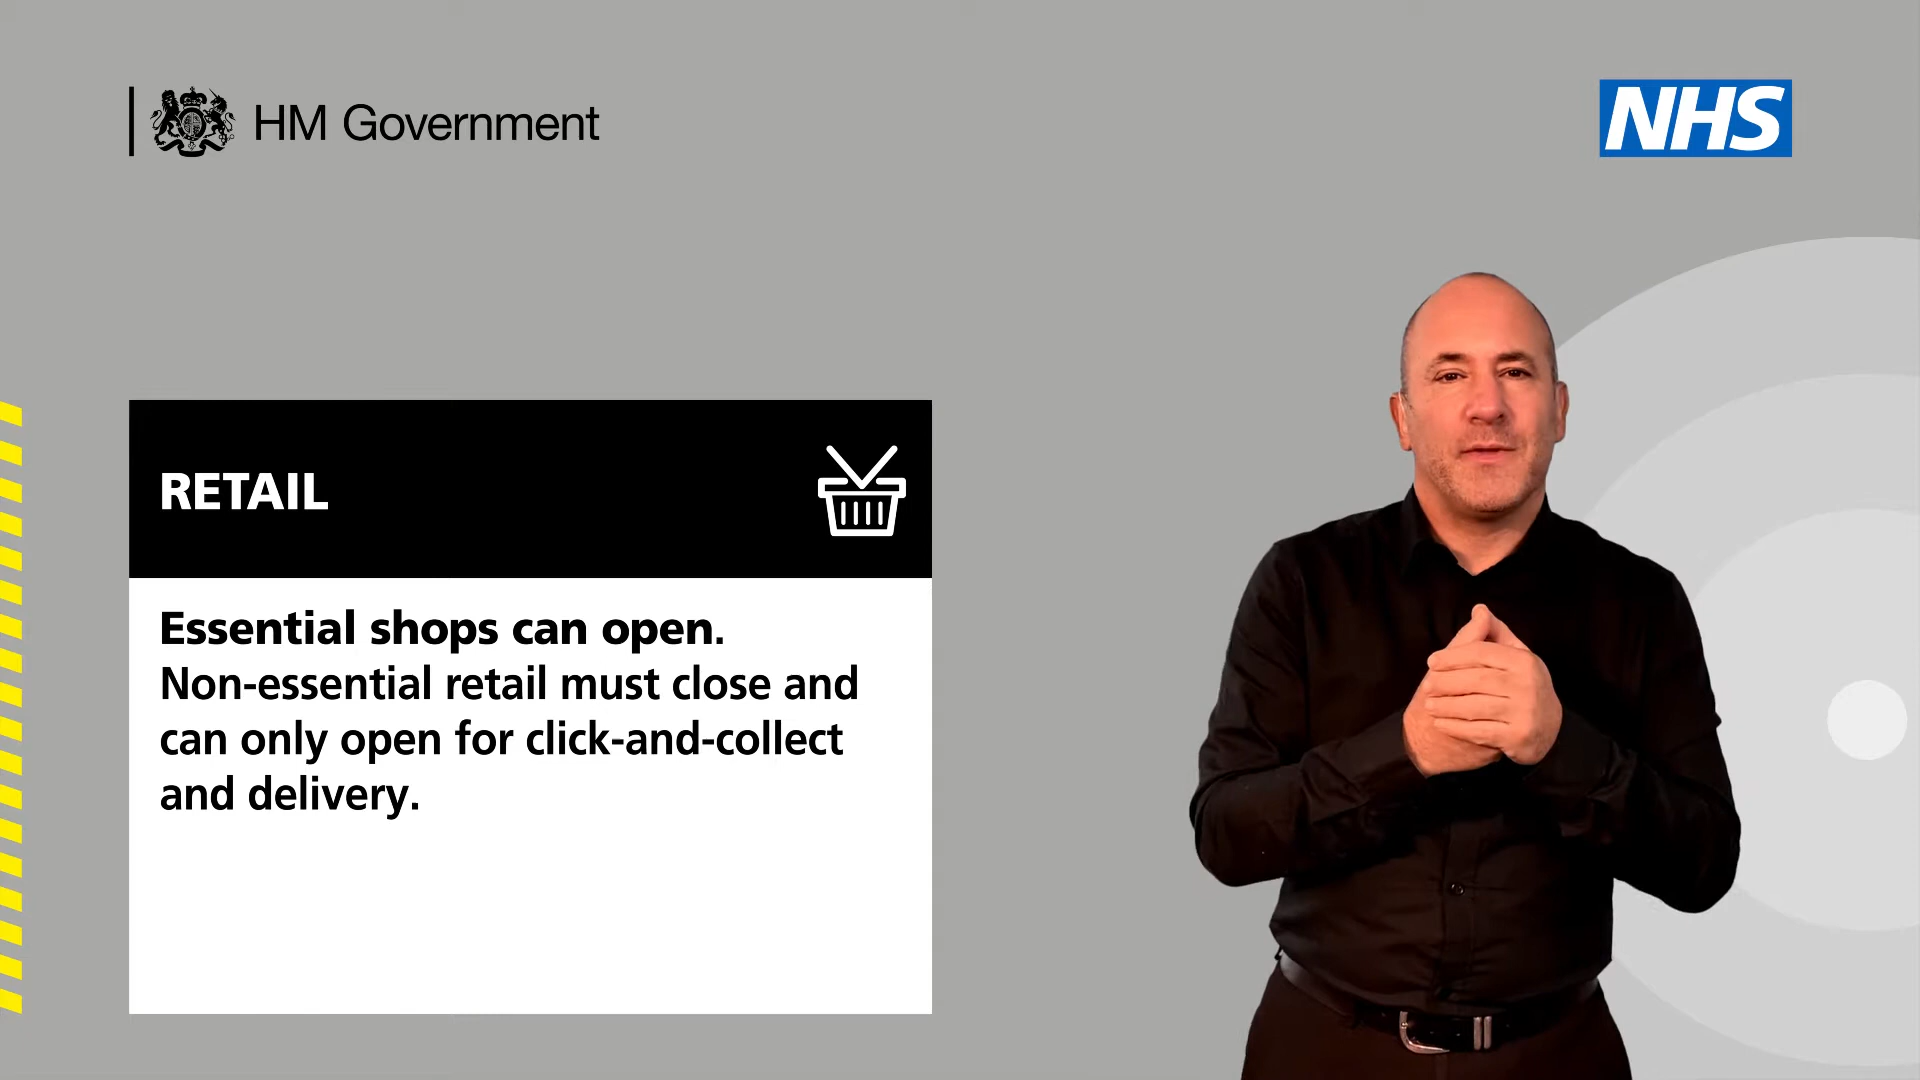 HM Government
NHS
RETAIL
Essential shops can open.
Non-essential retail must close and
can only open for click-and-collect
and delivery.